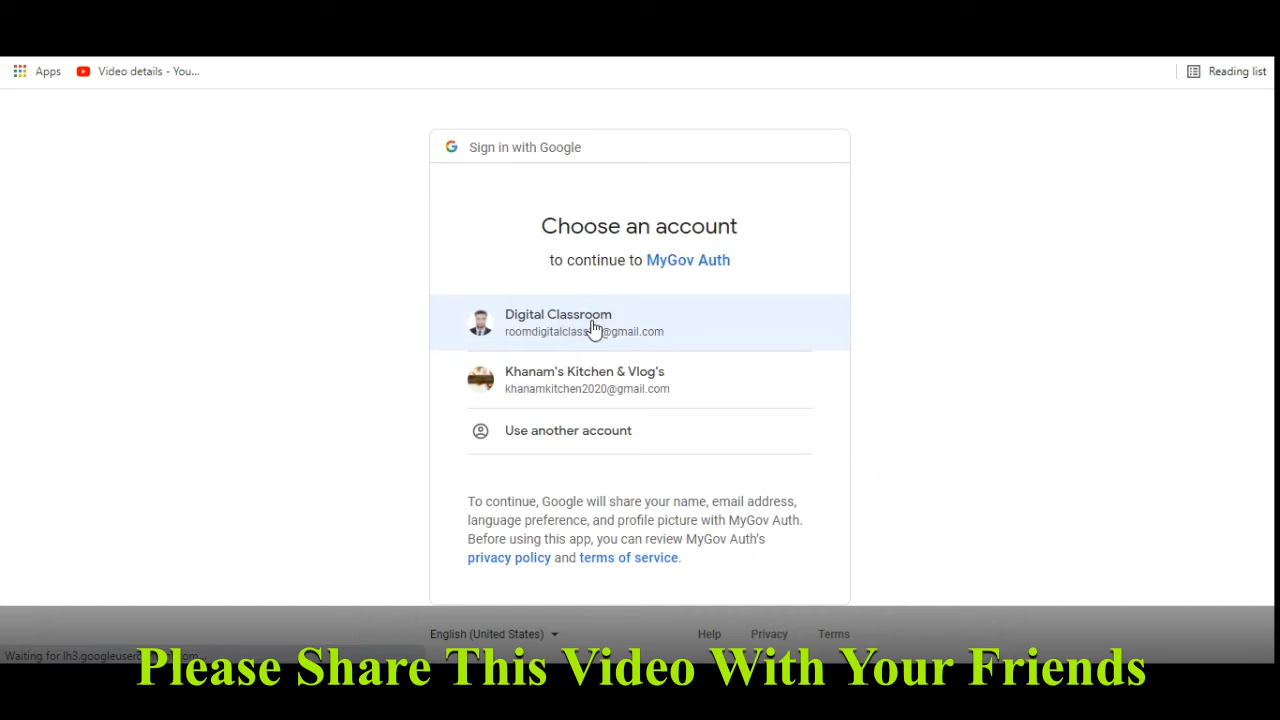 Apps Video details - You... Reading list
Sign in with Google
Choose an account
to continue to MyGov Auth
Digital Classroom
@gmail.com
Khanam's Kitchen & Vlog's
khanamkitchen2020@gmail.com
Use another account
To continue, Google will share your name, email address,
language preference, and profile picture with MyGov Auth.
Before using this app, you can review MyGov Auth's
privacy policy and terms of service.
English (United States) Help Privacy Terms
Waiting for
Please Share This Video With Your Friends